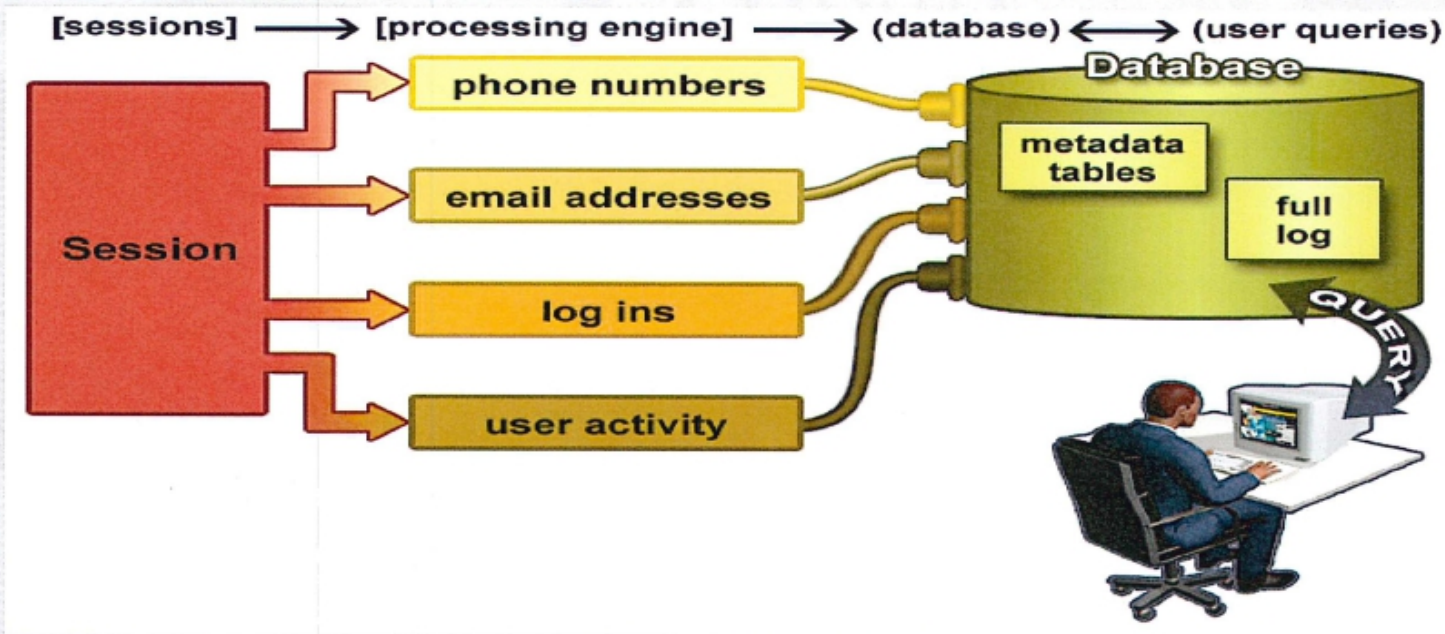 [sessions] → [processing engine] → (database) ↔ (user queries)
Database
phone numbers
metadata
tables
email addresses
full
log
Session
log ins
QUERY
user activity